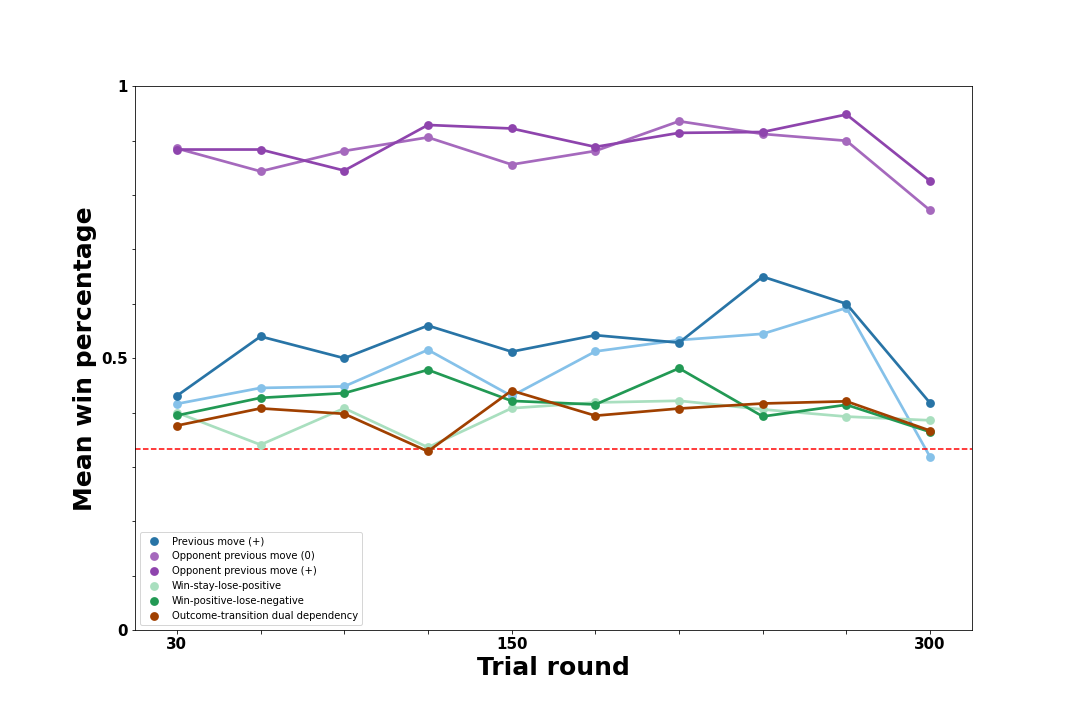 Mean win percentage
1
0.5
0
Previous move (+)
Opponent previous move (0)
Opponent previous move (+)
Win-stay-lose-positive
Win-positive-lose-negative
Outcome-transition dual dependency
30
150
300
Trial round